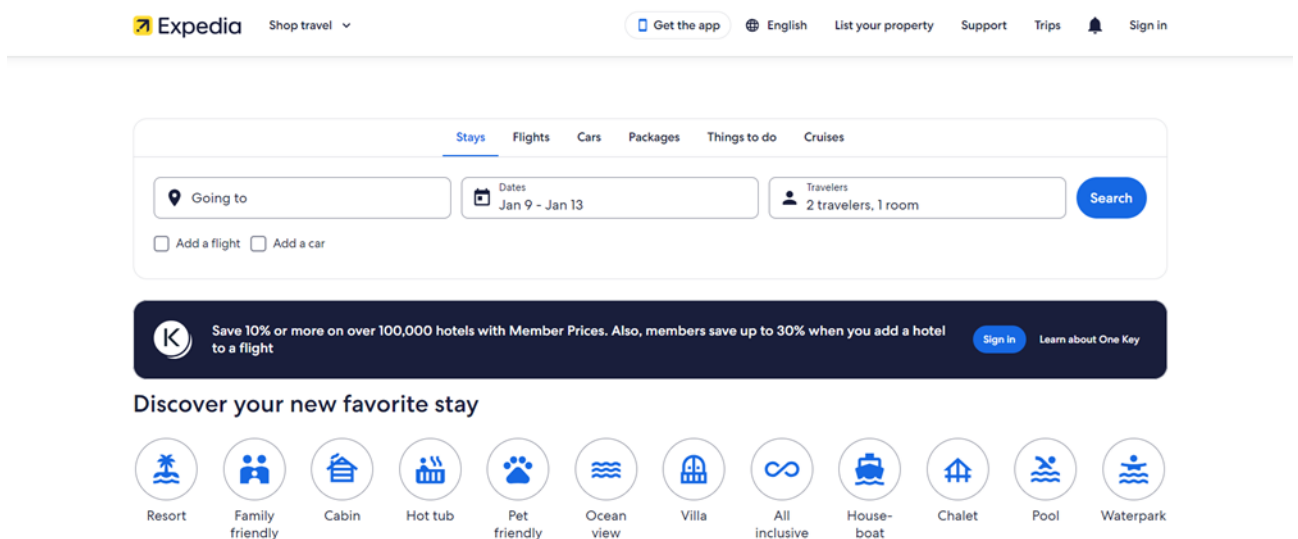 Expedia
Shop travel
Get the app
English
List your property
Support
Trips
Sign in
Stays
Flights
Cars
Packages
Things to do
Cruises
Going to
Dates
Jan 9 - Jan 13
Travelers
2 travelers, 1 room
Search
Add a flight
Add a car
K
Save 10% or more on over 100,000 hotels with Member Prices. Also, members save up to 30% when you add a hotel
to a flight
Sign in
Learn about One Key
Discover your new favorite stay
Resort
Family
friendly
Cabin
Hot tub
Pet
friendly
Ocean
view
Villa
All
inclusive
House-
boat
Chalet
Pool
Waterpark